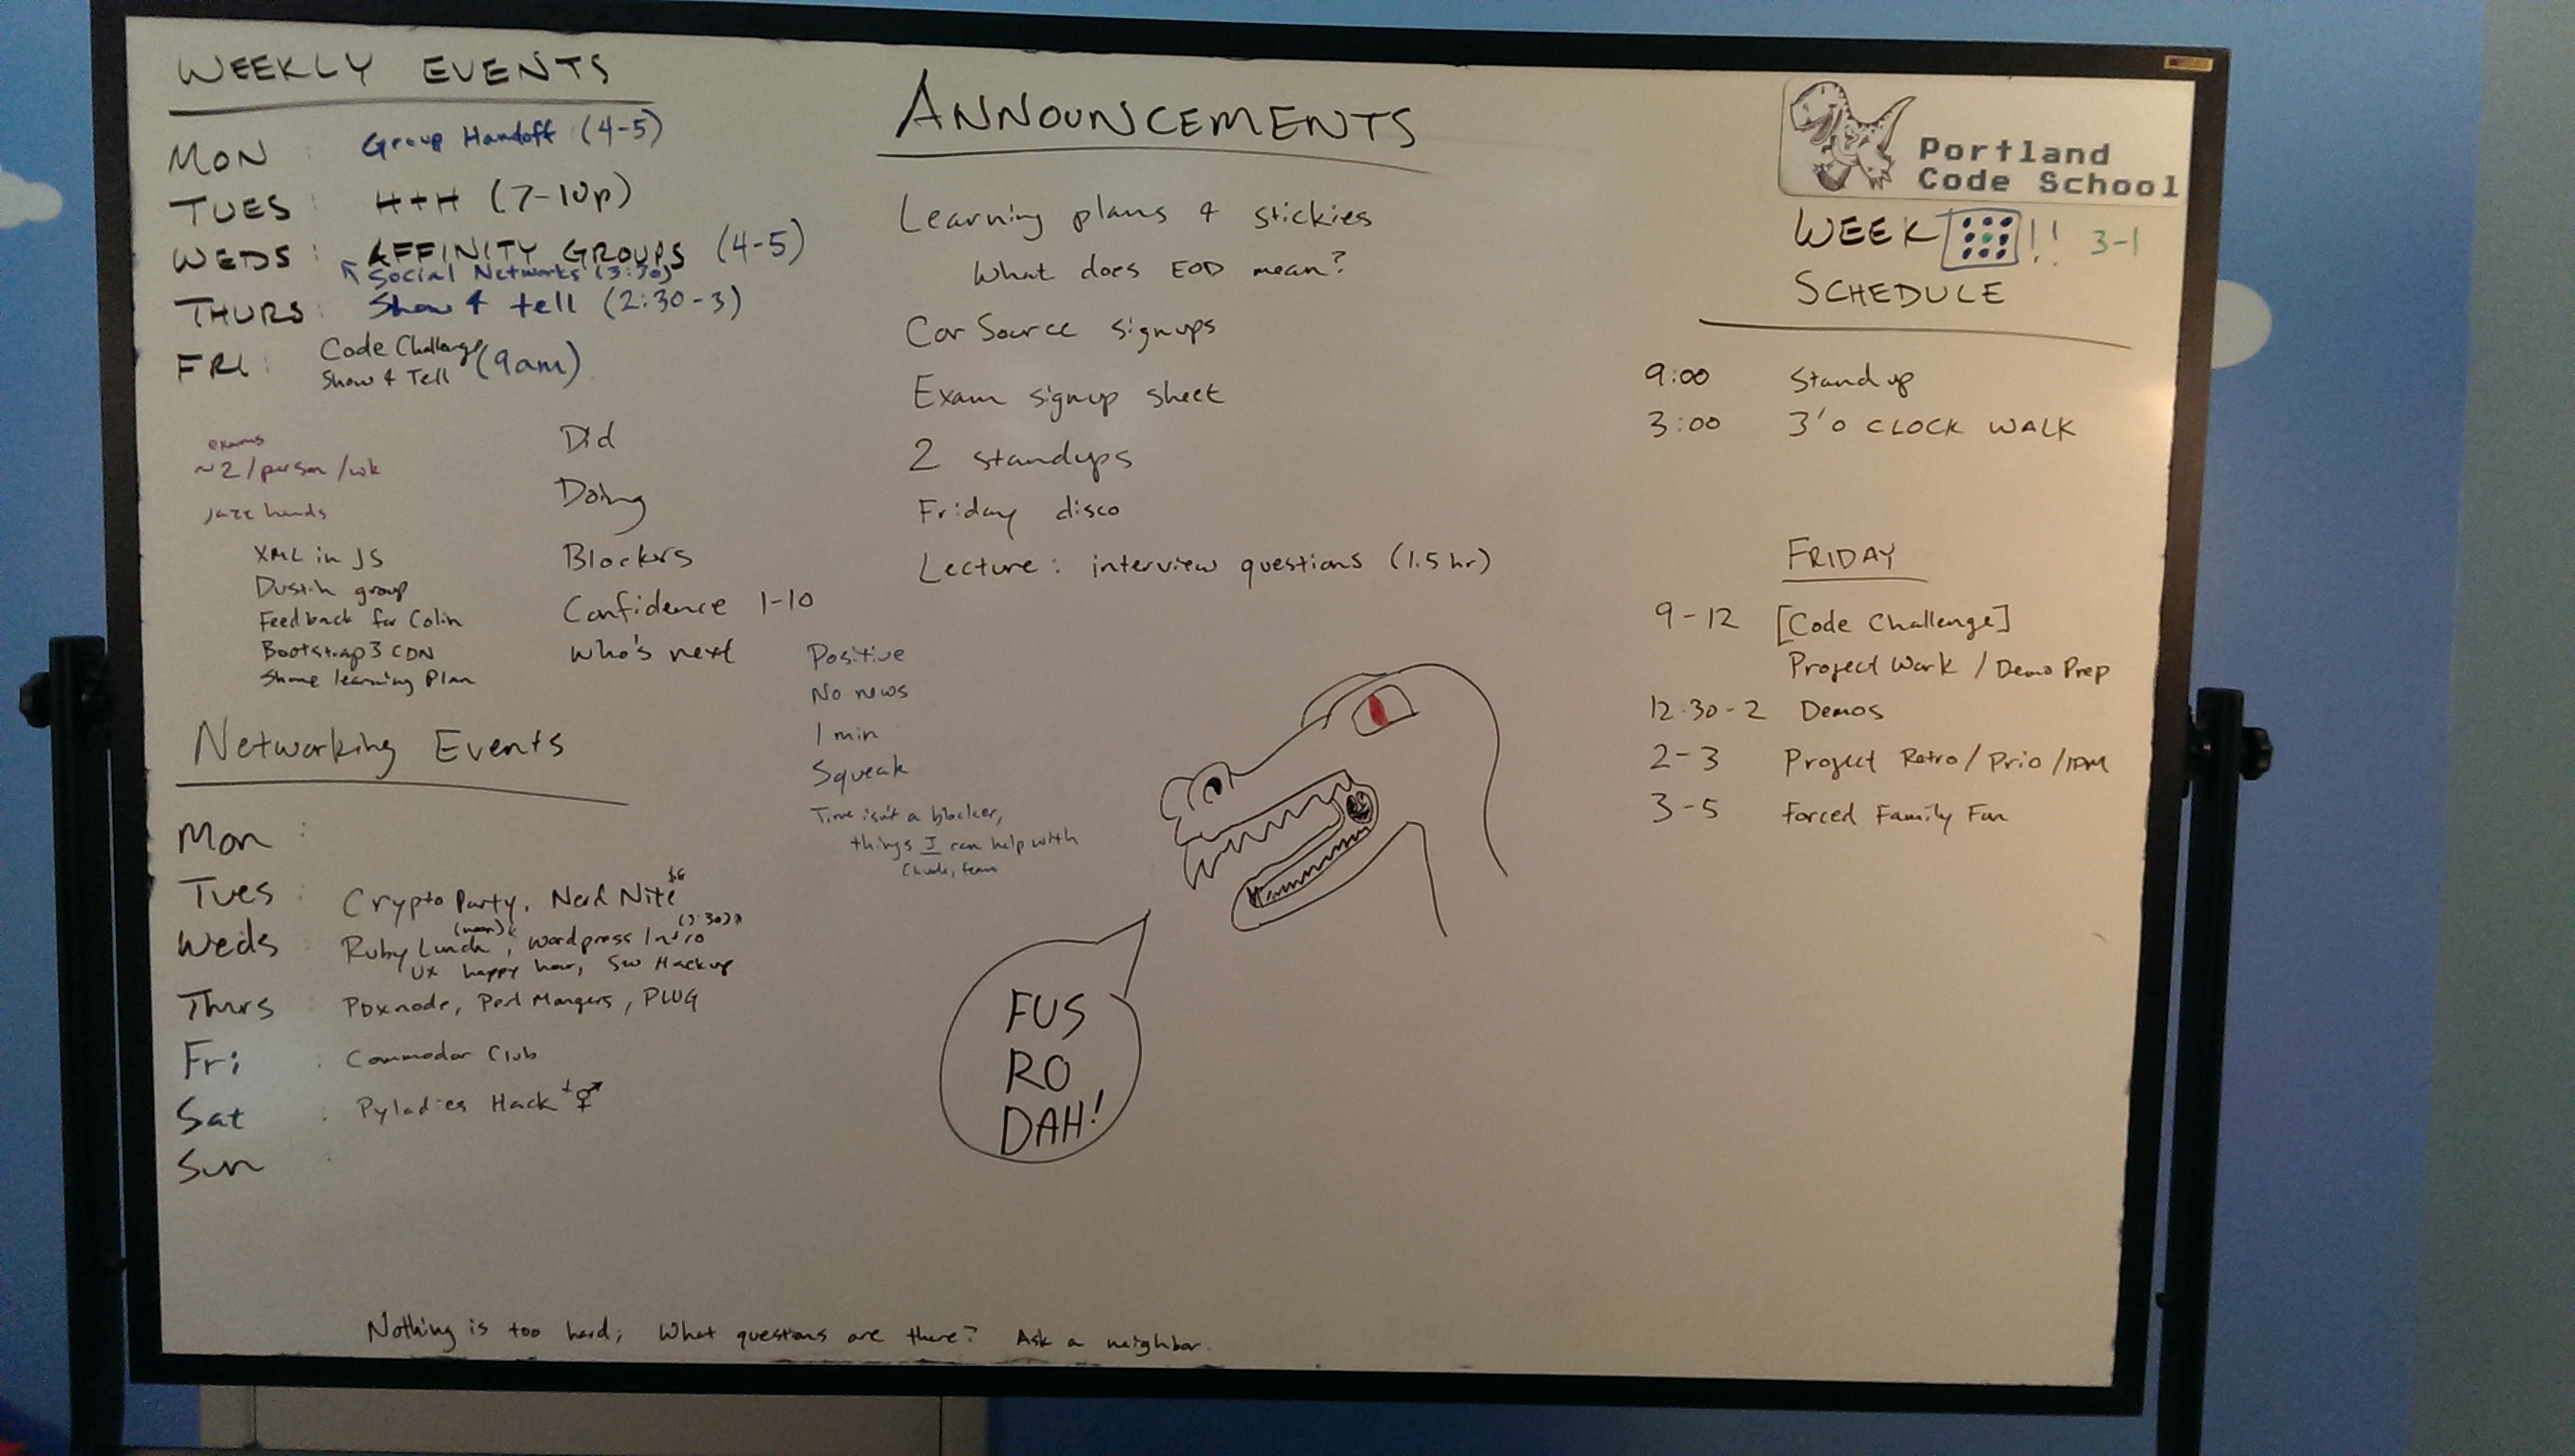 WEEKLY EVENTS
MON : Group Handoff (4-5)
TUES : H+H (7-10p)
WEDS : AFFINITY GROUPS (4-5)
Social Networks (3:30)
THURS : Show & tell (2:30-3)
FRI : Code Challenge (9am)
Show & Tell
exams
~2/person/wk
jazz hands
XML in JS
Dustin group
Feedback for Colin
Bootstrap3 CDN
Share learning Plan
Did
Doing
Blockers
Confidence 1-10
Who's next
Positive
No news
1 min
Squeak
Time isn't a blocker,
things I can help with
team
Networking Events
Mon :
Tues : Crypto Party, Nerd Nite $6
Weds Ruby Lunch (noon), Wordpress Intro (5:30)
UX happy hour, SW Hackup
Thurs : PDXnode, Perl Mangers, PLUG
Fri : Commodor Club
Sat : Pyladies Hack +⚥
Sun :
ANNOUNCEMENTS
Learning plans & stickies
What does EOD mean?
Car Source signups
Exam signup sheet
2 standups
Friday disco
Lecture: interview questions (1.5 hr)
FUS
RO
DAH!
Portland
Code School
WEEK !! 3-1
SCHEDULE
9:00 Standup
3:00 3'o CLOCK WALK
FRIDAY
9-12 [Code Challenge]
Project Work / Demo Prep
12:30-2 Demos
2-3 Project Retro/Prio/IPM
3-5 Forced Family Fun
Nothing is too hard; What questions are there? Ask a neighbor.